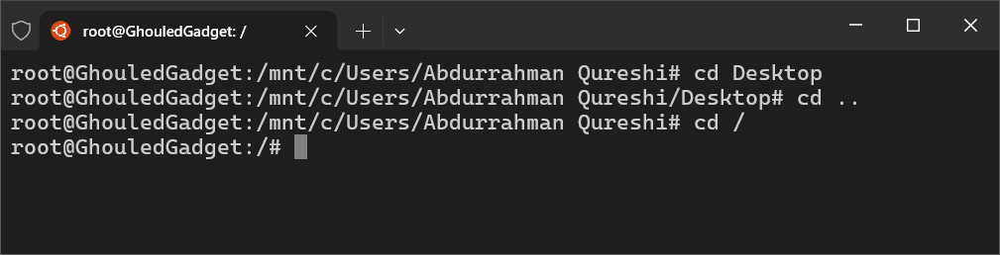 root@GhouledGadget: /
root@GhouledGadget:/mnt/c/Users/Abdurrahman Qureshi# cd Desktop
root@GhouledGadget:/mnt/c/Users/Abdurrahman Qureshi/Desktop# cd ..
root@GhouledGadget:/mnt/c/Users/Abdurrahman Qureshi# cd /
root@GhouledGadget:/#